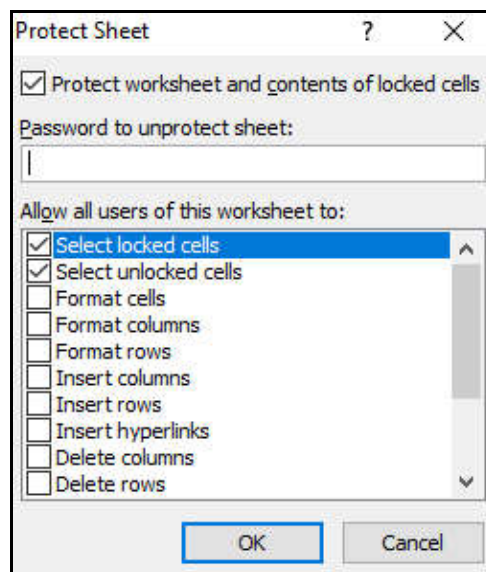 Protect Sheet ?
Protect worksheet and contents of locked cells
Password to unprotect sheet:
Allow all users of this worksheet to:
Select locked cells
Select unlocked cells
Format cells
Format columns
Format rows
Insert columns
Insert rows
Insert hyperlinks
Delete columns
Delete rows
OK Cancel